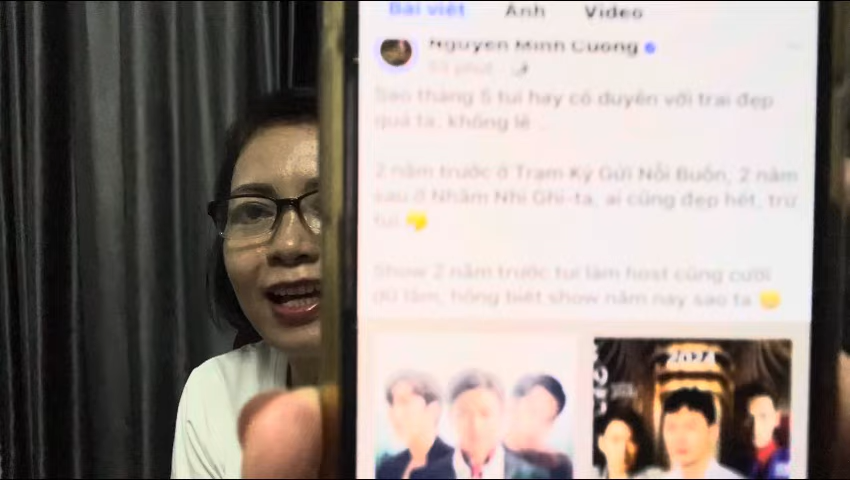 Bài viết Ảnh Video
Nguyen Minh Cuong
Sao tháng 5 tui hay có duyên với trai đẹp
quá ta, không lẽ
2 năm trước ở Trạm Ký Gửi Nỗi Buồn, 2 năm
sau ở Nhâm Nhi Ghi-ta, ai cũng đẹp hết, trừ
tui
Show 2 năm trước tui làm host cũng cười
dữ lắm, hổng biết show năm nay sao ta
2024